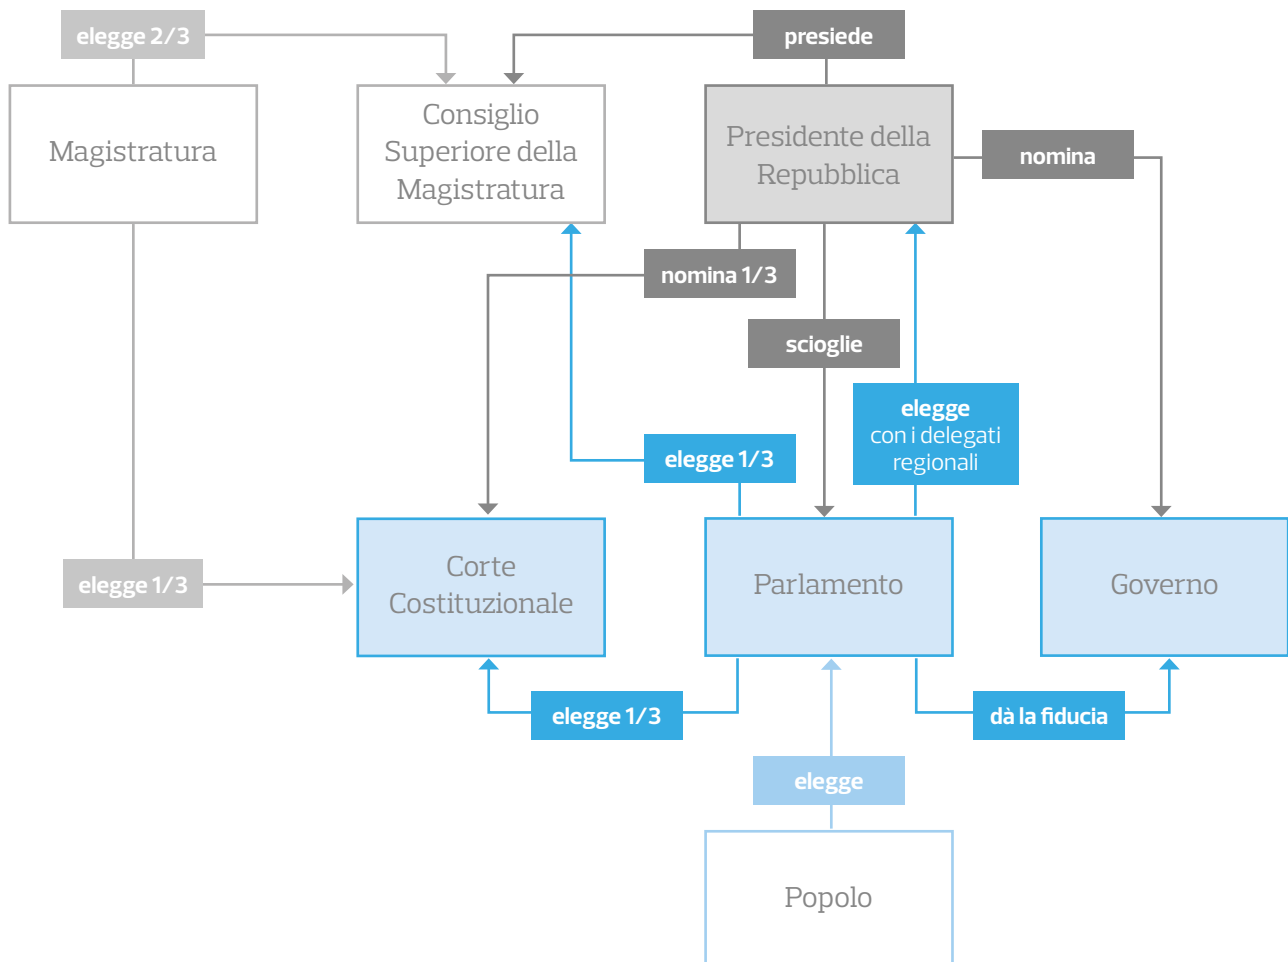 elegge 2/3
presiede
Magistratura
Consiglio
Superiore della
Magistratura
Presidente della
Repubblica
nomina
nomina 1/3
scioglie
elegge
con i delegati
regionali
elegge 1/3
elegge 1/3
Corte
Costituzionale
Parlamento
Governo
elegge 1/3
dà la fiducia
elegge
Popolo